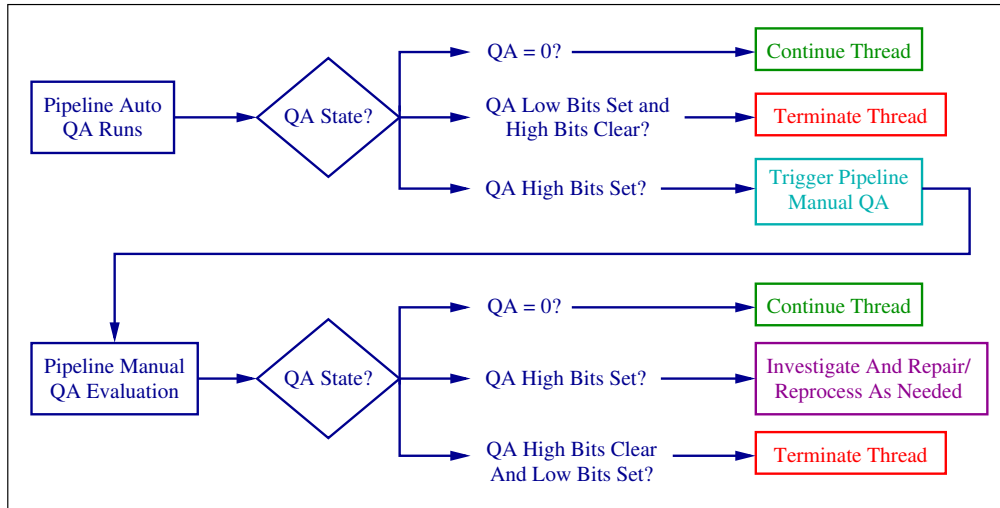 QA = 0?
Continue Thread
Pipeline Auto
QA Runs
QA State?
QA Low Bits Set and
High Bits Clear?
Terminate Thread
QA High Bits Set?
Trigger Pipeline
Manual QA
QA = 0?
Continue Thread
Pipeline Manual
QA Evaluation
QA State?
QA High Bits Set?
Investigate And Repair/
Reprocess As Needed
QA High Bits Clear
And Low Bits Set?
Terminate Thread